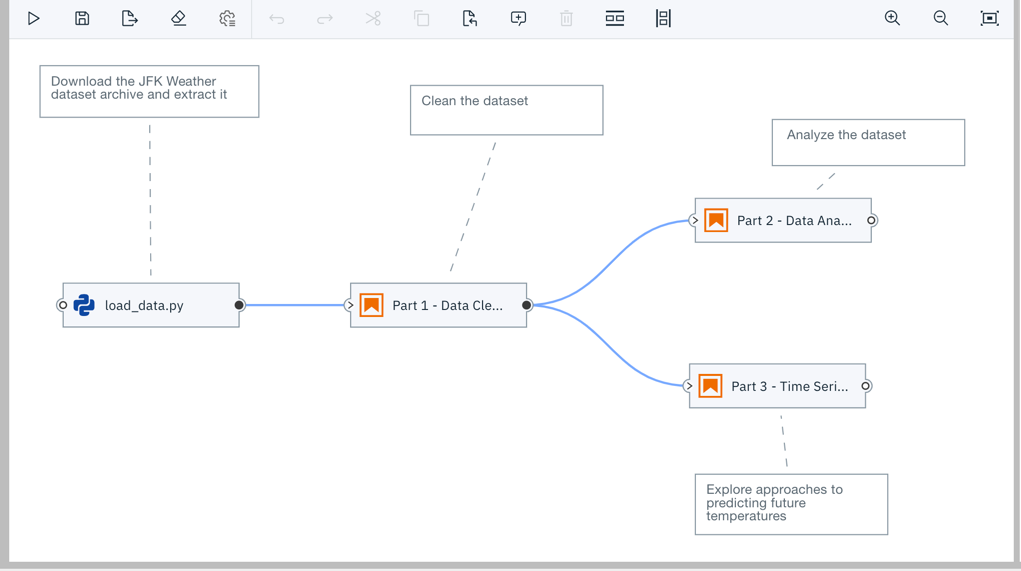 Download the JFK Weather
dataset archive and extract it
Clean the dataset
Analyze the dataset
Part 2 - Data Ana...
load_data.py
Part 1 - Data Cle...
Part 3 - Time Seri...
Explore approaches to
predicting future
temperatures